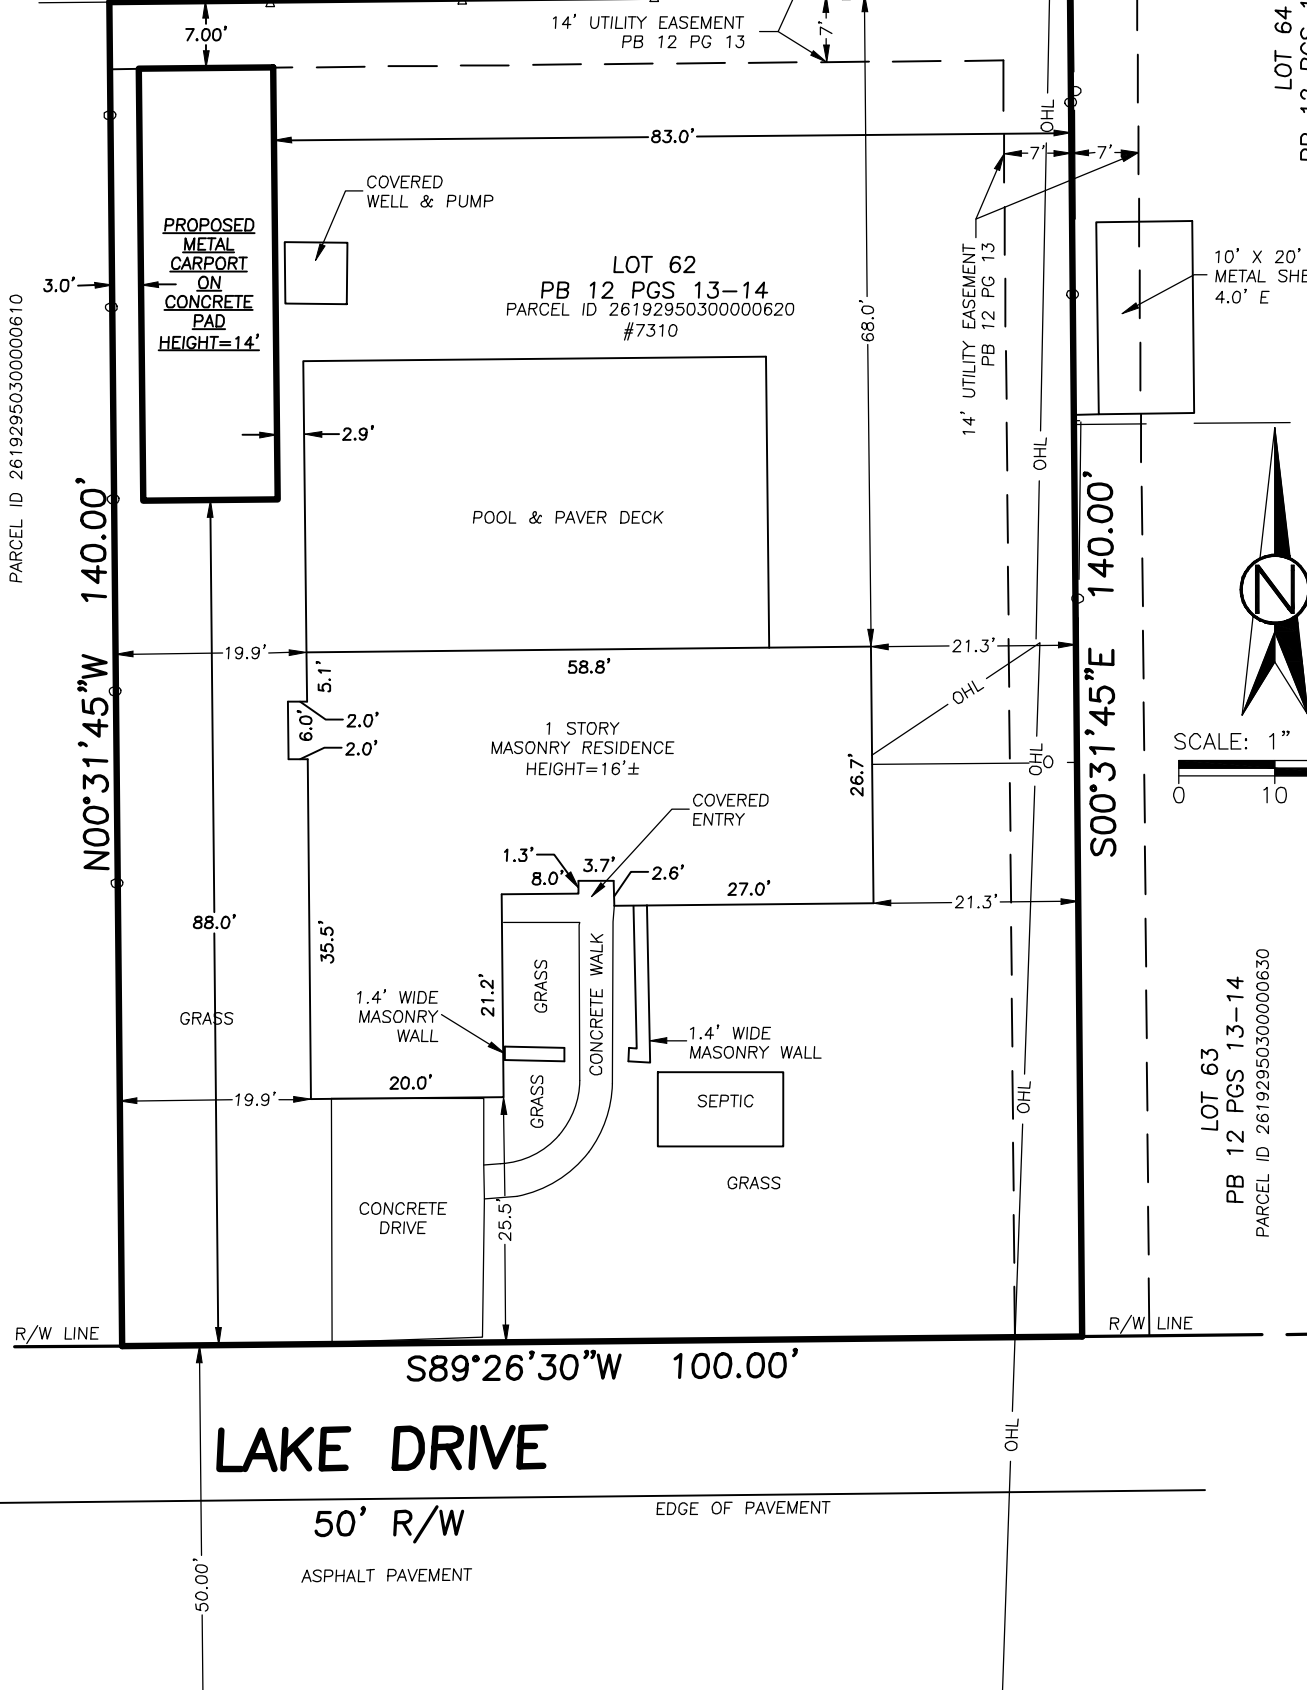 14' UTILITY EASEMENT
PB 12 PG 13
7'
7.00'
LOT 64
83.0'
OHL
7'
7'
COVERED
WELL & PUMP
PROPOSED
METAL
CARPORT
ON
CONCRETE
PAD
HEIGHT=14'
3.0'
LOT 62
PB 12 PGS 13-14
PARCEL ID 26192950300000620
#7310
68.0'
14' UTILITY EASEMENT
PB 12 PG 13
10' X 20'
METAL SHE
4.0' E
PARCEL ID 26192950300000610
2.9'
OHL
POOL & PAVER DECK
N00°31'45"W 140.00'
S00°31'45"E 140.00'
N
19.9'
58.8'
21.3'
5.1'
6.0'
2.0'
2.0'
OHL
OHL
1 STORY
MASONRY RESIDENCE
HEIGHT=16'±
26.7'
SCALE: 1"
0 10
COVERED
ENTRY
1.3'
3.7'
8.0'
2.6'
27.0'
21.3'
88.0'
35.5'
21.2'
GRASS
CONCRETE WALK
GRASS
1.4' WIDE
MASONRY
WALL
1.4' WIDE
MASONRY WALL
LOT 63
PB 12 PGS 13-14
PARCEL ID 26192950300000630
20.0'
19.9'
GRASS
SEPTIC
OHL
GRASS
CONCRETE
DRIVE
25.5'
R/W LINE
R/W LINE
S89°26'30"W 100.00'
LAKE DRIVE
OHL
50' R/W
EDGE OF PAVEMENT
ASPHALT PAVEMENT
50.00'